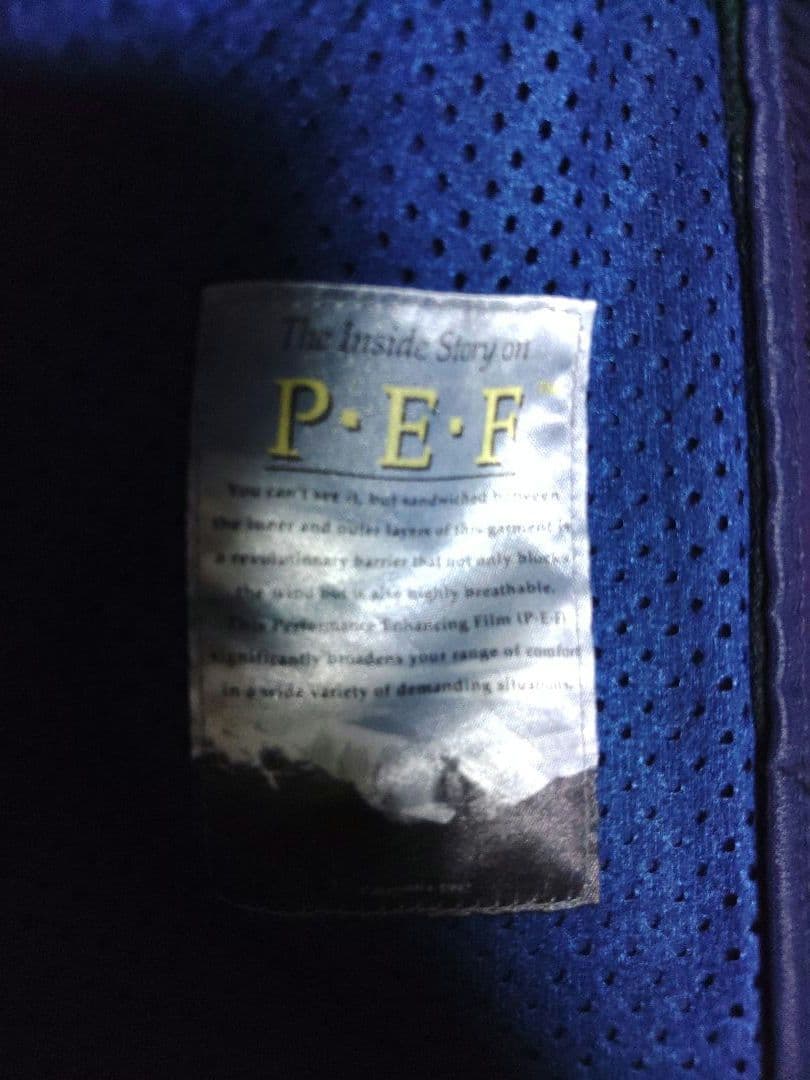 The Inside Story on
P·E·F™
You can't see it, but sandwiched between
the inner and outer layers of this garment is
a revolutionary barrier that not only blocks
the wind but is also highly breathable.
This Performance Enhancing Film (P·E·F)
significantly broadens your range of comfort
in a wide variety of demanding situations.